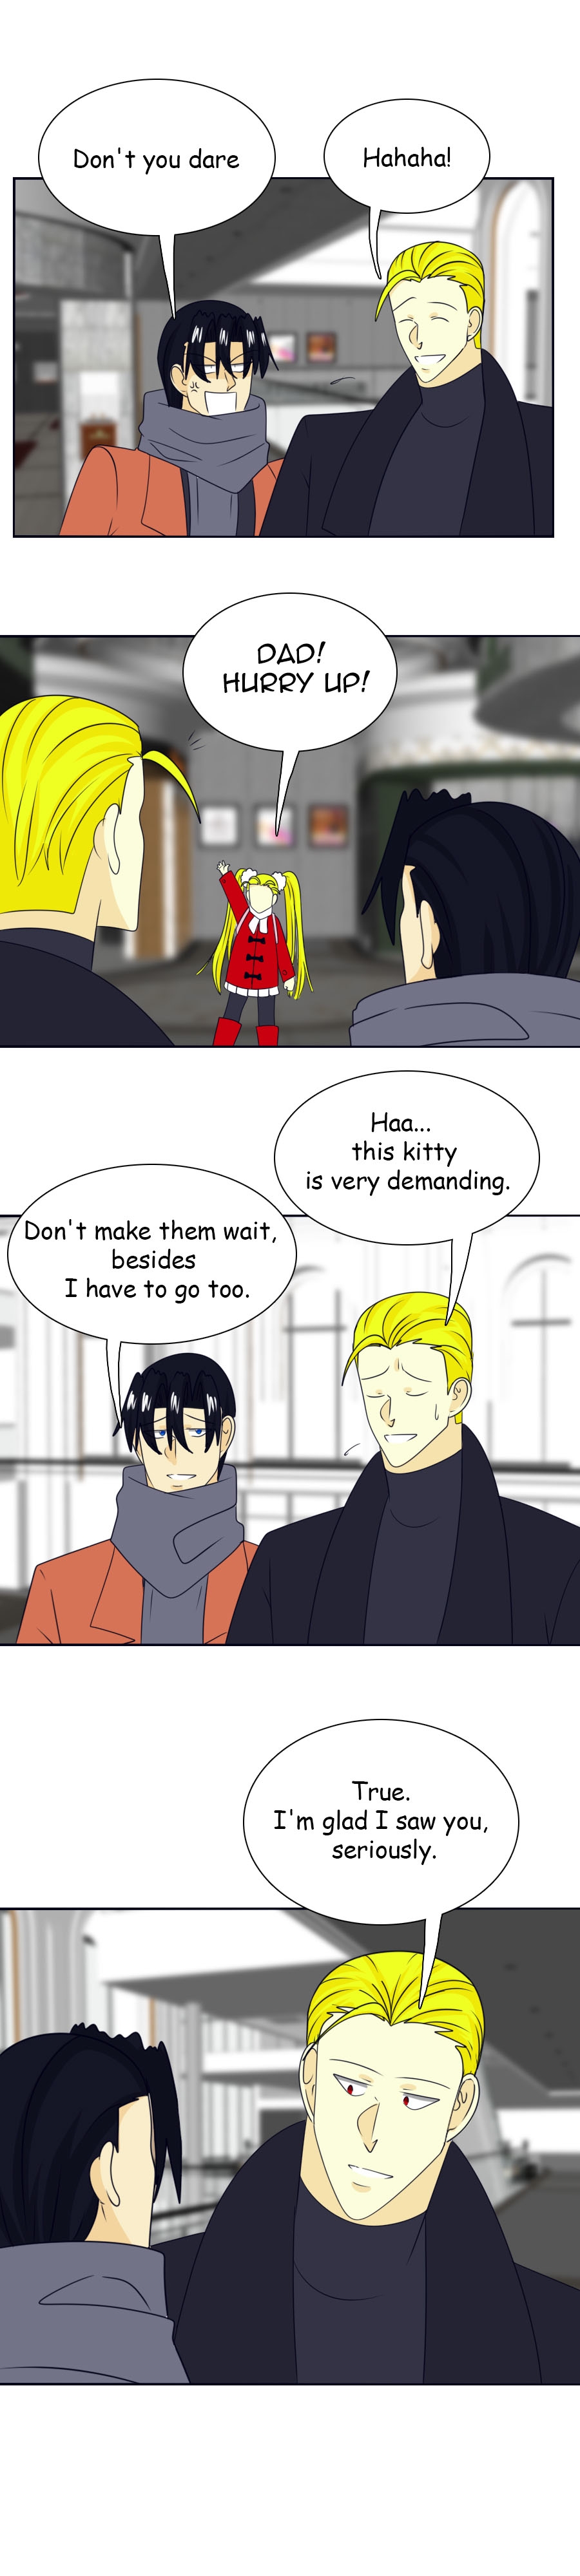 Don't you dare
Hahaha!
DAD!
HURRY UP!
Haa...
this kitty
is very demanding.
Don't make them wait,
besides
I have to go too.
True.
I'm glad I saw you,
seriously.